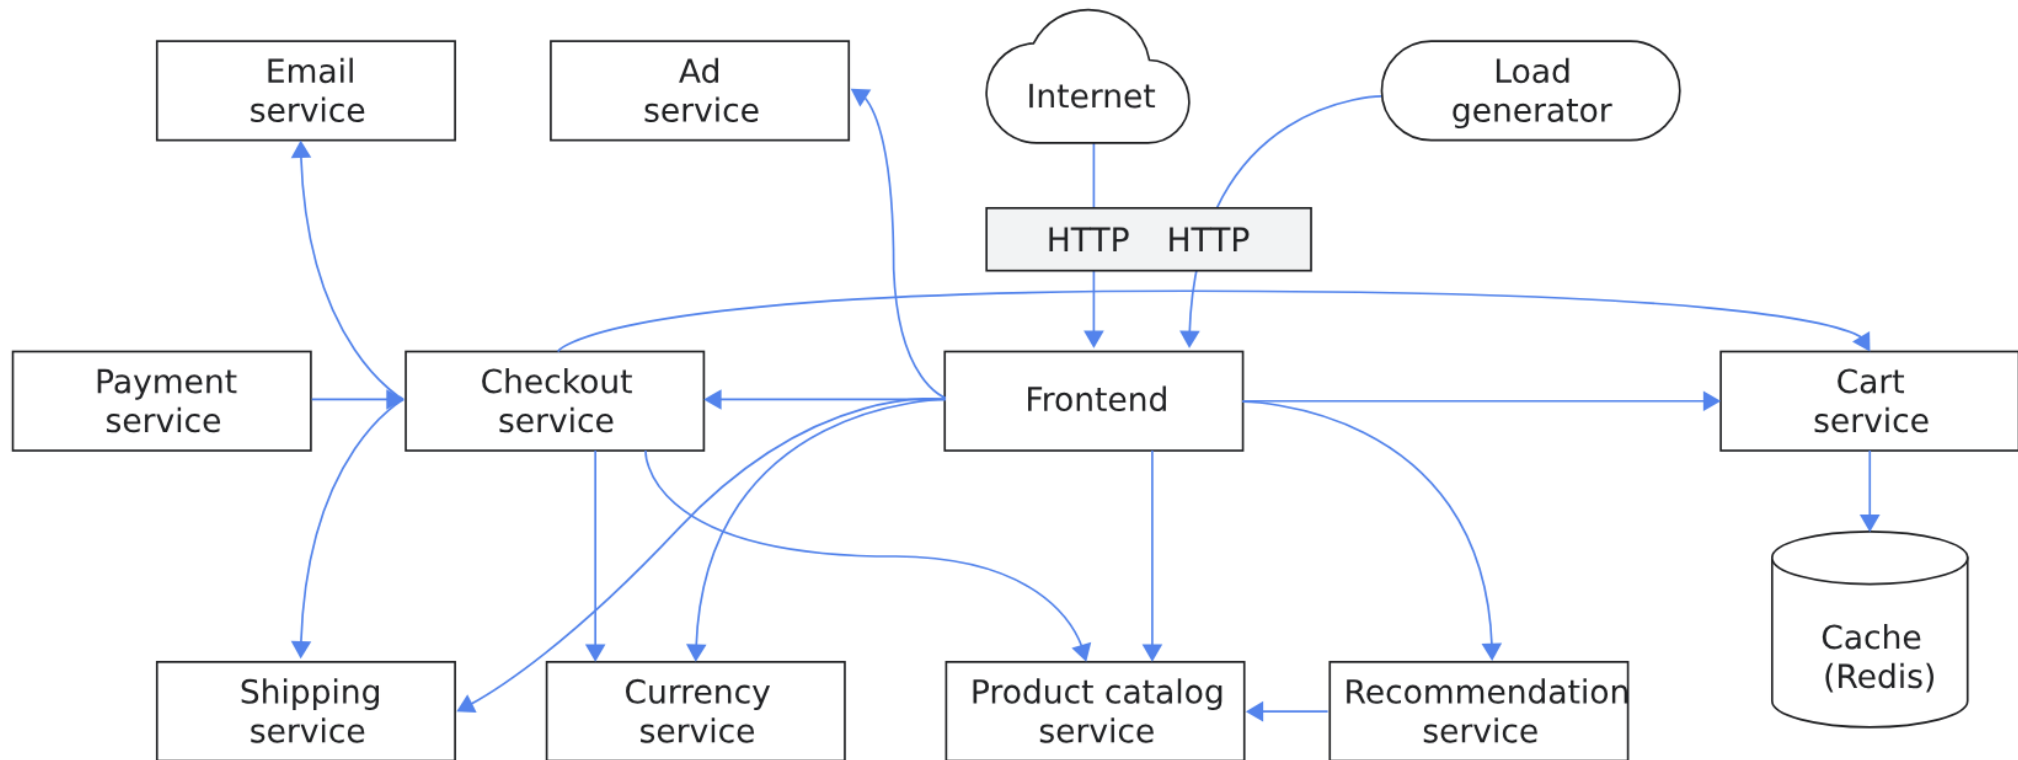 Email
service
Ad
service
Internet
Load
generator
HTTP HTTP
Payment
service
Checkout
service
Frontend
Cart
service
Shipping
service
Currency
service
Product catalog
service
Recommendation
service
Cache
(Redis)